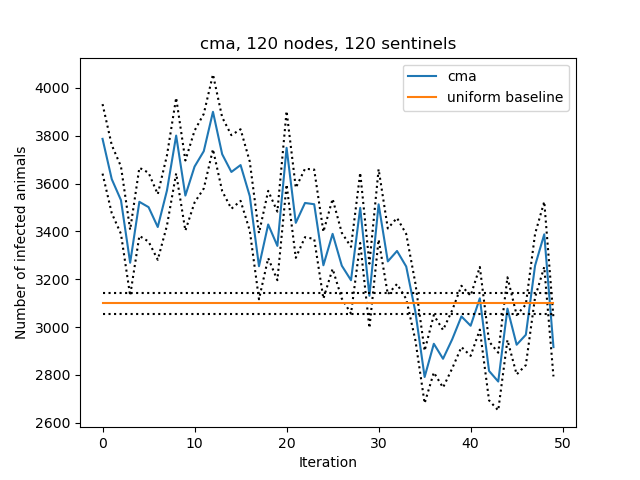 cma, 120 nodes, 120 sentinels
cma
uniform baseline
4000
3800
3600
3400
3200
3000
2800
2600
Number of infected animals
0
10
20
30
40
50
Iteration